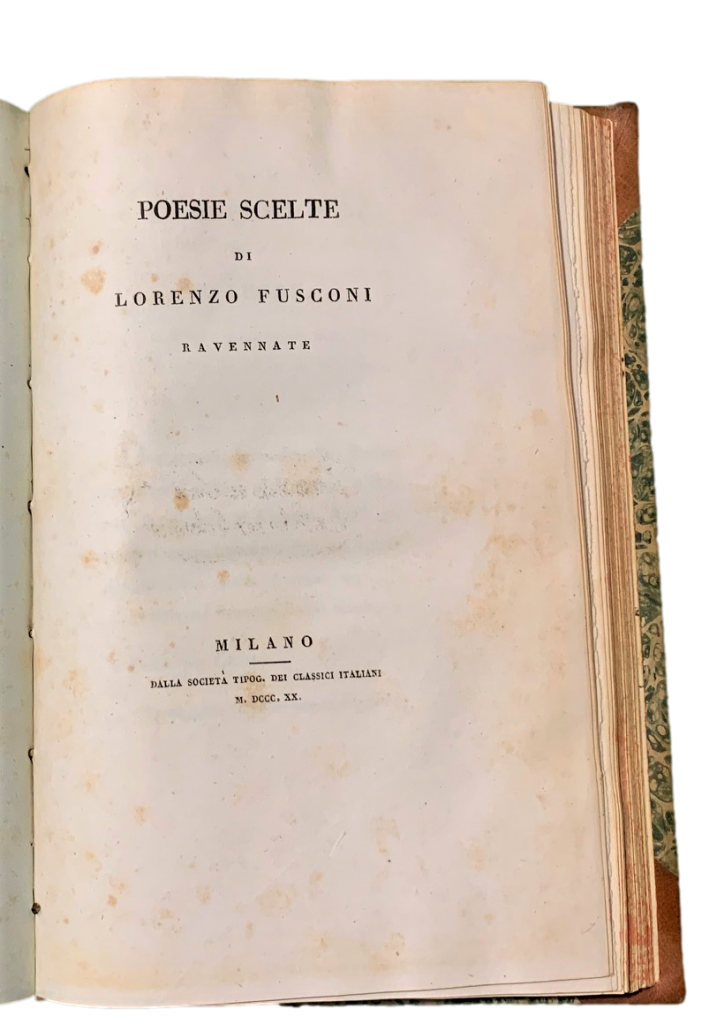 POESIE SCELTE
DI
LORENZO FUSCONI
RAVENNATE
MILANO
DALLA SOCIETÀ TIPOG. DEI CLASSICI ITALIANI
M. DCCC. XX.